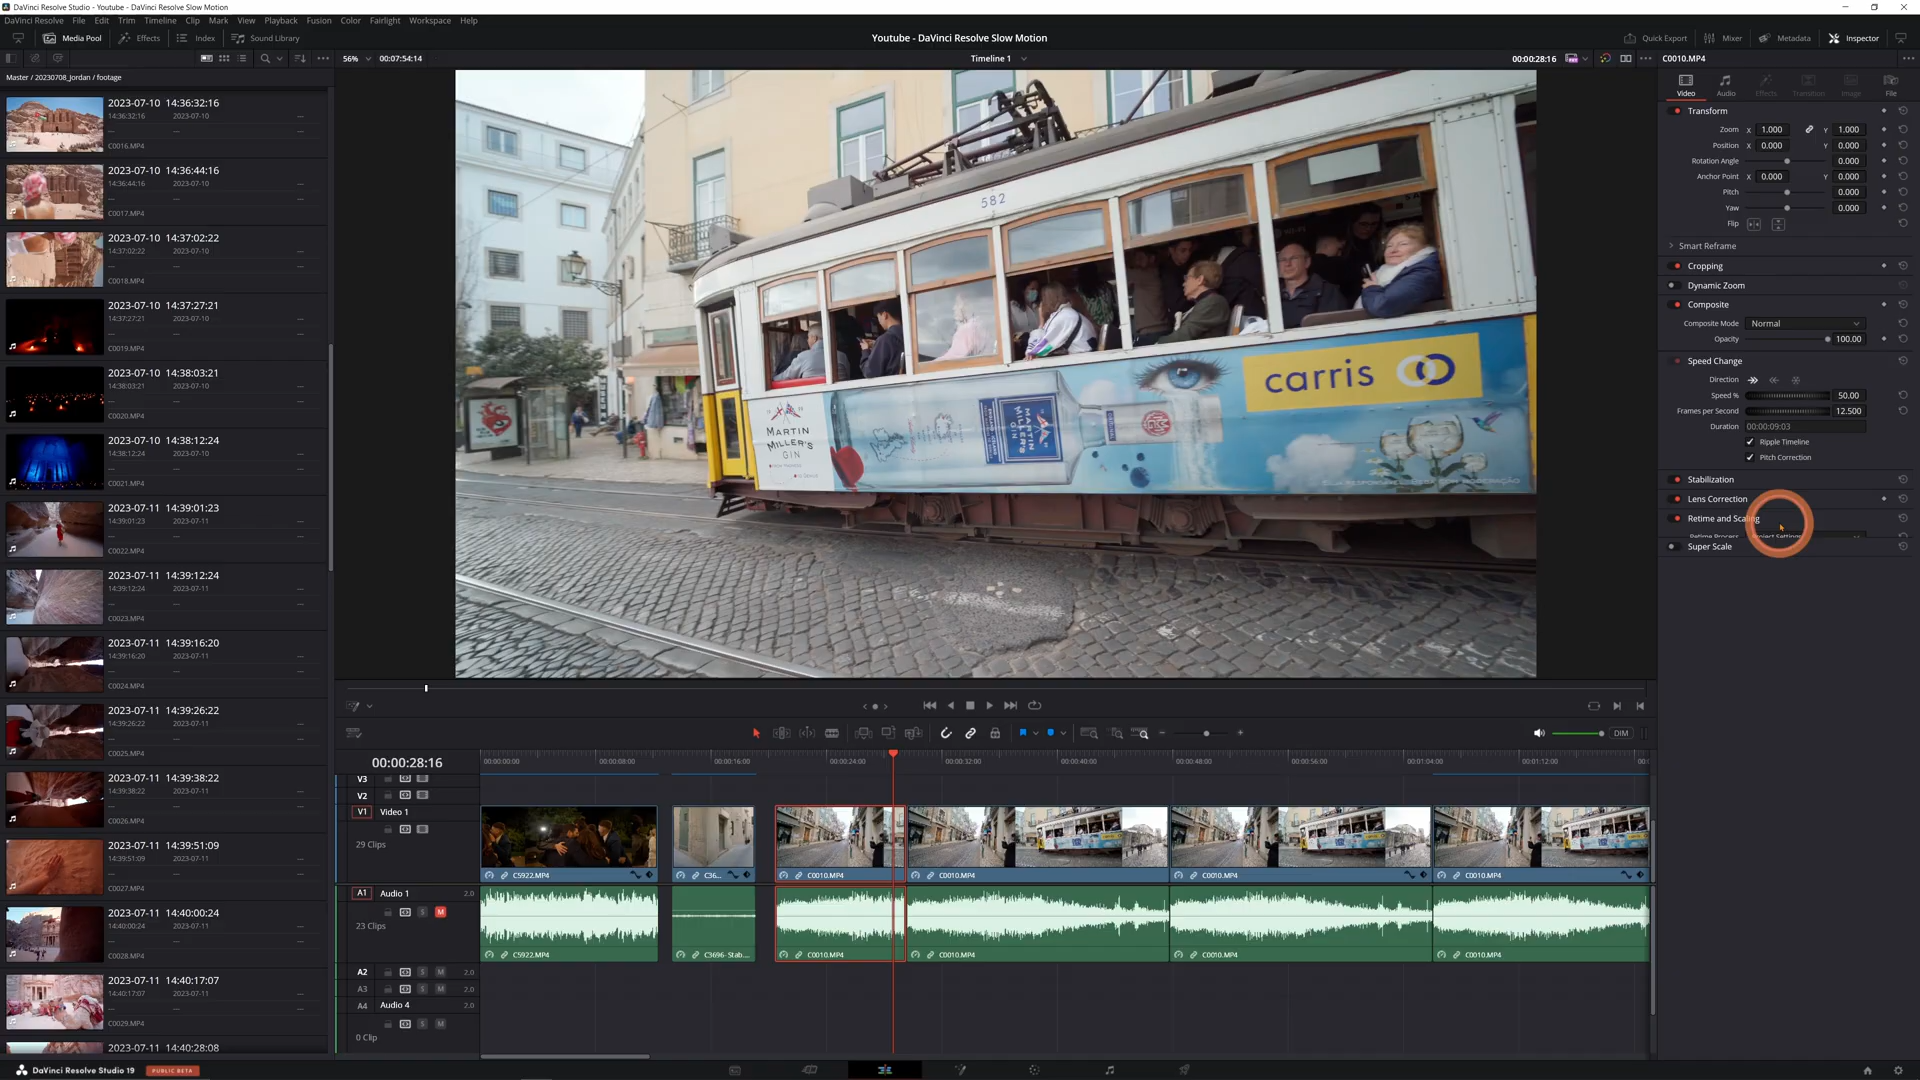 DaVinci Resolve Studio - Youtube - DaVinci Resolve Slow Motion
DaVinci Resolve File Edit Trim Timeline Clip Mark View Playback Fusion Color Fairlight Workspace Help
Media Pool Effects Index Sound Library
Youtube - DaVinci Resolve Slow Motion
Quick Export Mixer Metadata Inspector
56% 00:07:54:14 Timeline 1 00:00:28:16 C0010.MP4
Master / 20230708_Jordan / footage
2023-07-10 14:36:32:16
14:36:32:16 2023-07-10
C0016.MP4
2023-07-10 14:36:44:16
14:36:44:16 2023-07-10
C0017.MP4
2023-07-10 14:37:02:22
14:37:02:22 2023-07-10
C0018.MP4
2023-07-10 14:37:27:21
14:37:27:21 2023-07-10
C0019.MP4
2023-07-10 14:38:03:21
14:38:03:21 2023-07-10
C0020.MP4
2023-07-10 14:38:12:24
14:38:12:24 2023-07-10
C0021.MP4
2023-07-11 14:39:01:23
14:39:01:23 2023-07-11
C0022.MP4
2023-07-11 14:39:12:24
14:39:12:24 2023-07-11
C0023.MP4
2023-07-11 14:39:16:20
14:39:16:20 2023-07-11
C0024.MP4
2023-07-11 14:39:26:22
14:39:26:22 2023-07-11
C0025.MP4
2023-07-11 14:39:38:22
14:39:38:22 2023-07-11
C0026.MP4
2023-07-11 14:39:51:09
14:39:51:09 2023-07-11
C0027.MP4
2023-07-11 14:40:00:24
14:40:00:24 2023-07-11
C0028.MP4
2023-07-11 14:40:17:07
14:40:17:07 2023-07-11
C0029.MP4
2023-07-11 14:40:28:08
582
carris
MARTIN
MILLER'S
GIN
MARTIN
MILLER'S
GIN
Video Audio Effects Transition Image File
Transform
Zoom X 1.000 Y 1.000
Position X 0.000 Y 0.000
Rotation Angle 0.000
Anchor Point X 0.000 Y 0.000
Pitch 0.000
Yaw 0.000
Flip
Smart Reframe
Cropping
Dynamic Zoom
Composite
Composite Mode Normal
Opacity 100.00
Speed Change
Direction
Speed % 50.00
Frames per Second 12.500
Duration 00:00:09:03
Ripple Timeline
Pitch Correction
Stabilization
Lens Correction
Retime and Scaling
Retime Process Project Settings
Super Scale
DIM
00:00:28:16
00:00:00:00 00:00:08:00 00:00:16:00 00:00:24:00 00:00:32:00 00:00:40:00 00:00:48:00 00:00:56:00 00:01:04:00 00:01:12:00
V3
V2
V1 Video 1
29 Clips
C5922.MP4 C36... C0010.MP4 C0010.MP4 C0010.MP4 C0010.MP4
A1 Audio 1 2.0
S M
23 Clips
C5922.MP4 C3696- Stab... C0010.MP4 C0010.MP4 C0010.MP4 C0010.MP4
A2 S M 2.0
A3 S M 2.0
A4 Audio 4 2.0
S M
0 Clip
DaVinci Resolve Studio 19 PUBLIC BETA